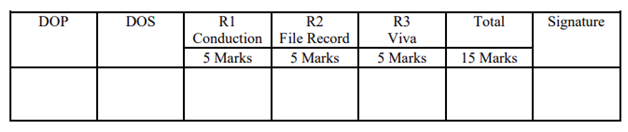 DOP DOS R1 R2 R3 Total Signature
Conduction File Record Viva
5 Marks 5 Marks 5 Marks 15 Marks